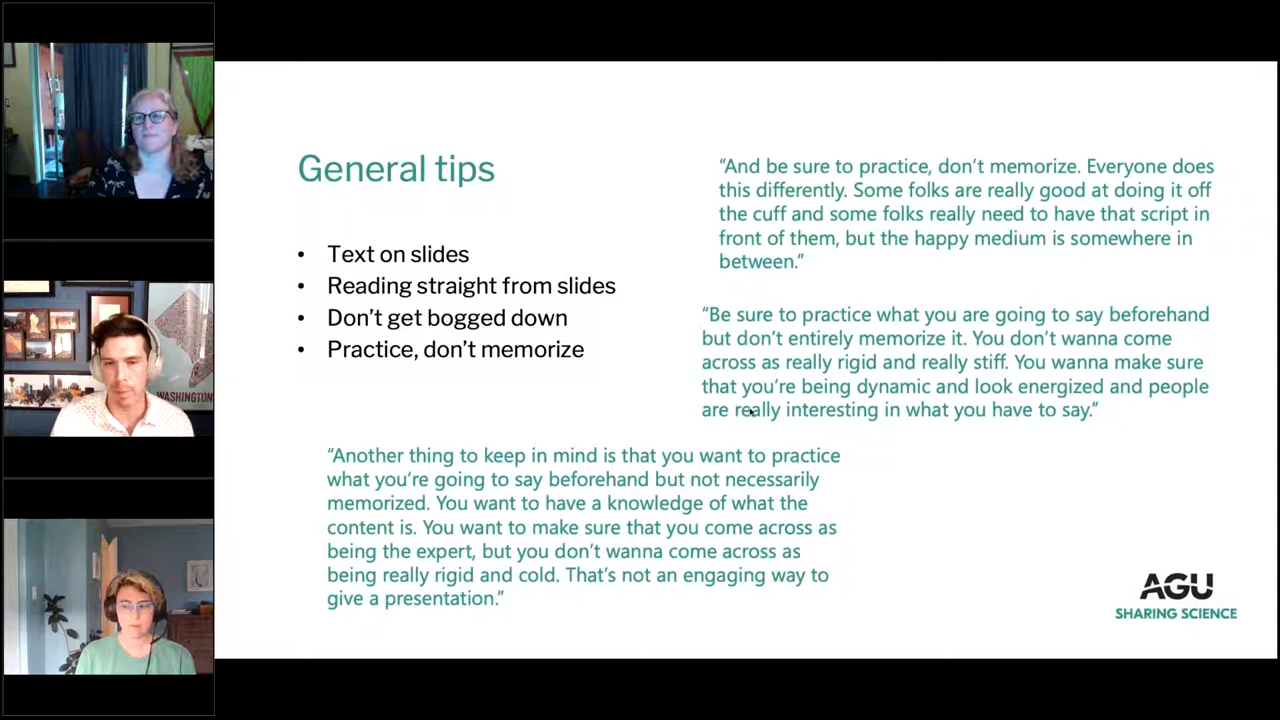 General tips
• Text on slides
• Reading straight from slides
• Don’t get bogged down
• Practice, don’t memorize
“And be sure to practice, don’t memorize. Everyone does
this differently. Some folks are really good at doing it off
the cuff and some folks really need to have that script in
front of them, but the happy medium is somewhere in
between.”
“Be sure to practice what you are going to say beforehand
but don’t entirely memorize it. You don’t wanna come
across as really rigid and really stiff. You wanna make sure
that you’re being dynamic and look energized and people
are really interesting in what you have to say.”
“Another thing to keep in mind is that you want to practice
what you’re going to say beforehand but not necessarily
memorized. You want to have a knowledge of what the
content is. You want to make sure that you come across as
being the expert, but you don’t wanna come across as
being really rigid and cold. That’s not an engaging way to
give a presentation.”
AGU
SHARING SCIENCE
WASHINGTON